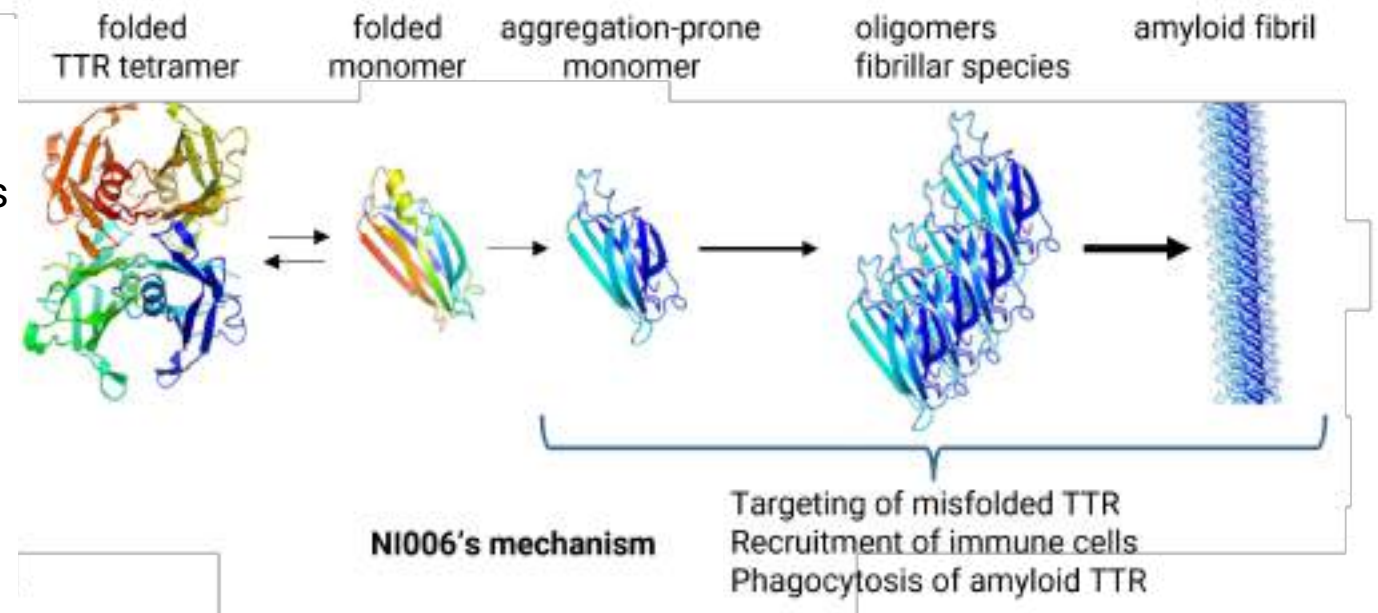 folded
TTR tetramer
folded
monomer
aggregation-prone
monomer
oligomers
fibrillar species
amyloid fibril
s
NI006's mechanism
Targeting of misfolded TTR
Recruitment of immune cells
Phagocytosis of amyloid TTR